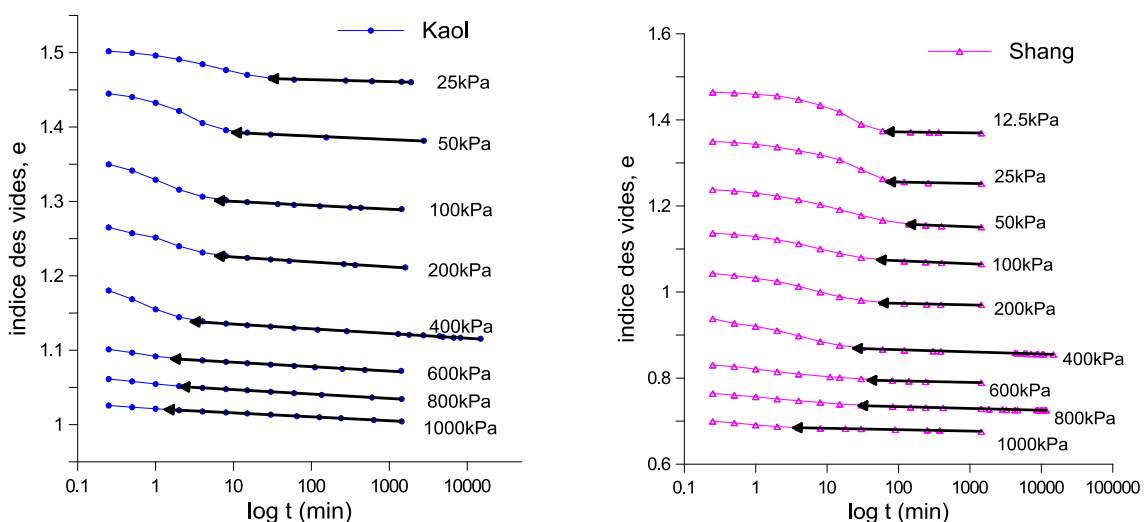 Kaol
1.5
1.4
1.3
1.2
1.1
1
indice des vides, e
25kPa
50kPa
100kPa
200kPa
400kPa
600kPa
800kPa
1000kPa
0.1 1 10 100 1000 10000
log t (min)
Shang
1.6
1.4
1.2
1
0.8
0.6
indice des vides, e
12.5kPa
25kPa
50kPa
100kPa
200kPa
400kPa
600kPa
800kPa
1000kPa
0.1 1 10 100 1000 10000 100000
log t (min)